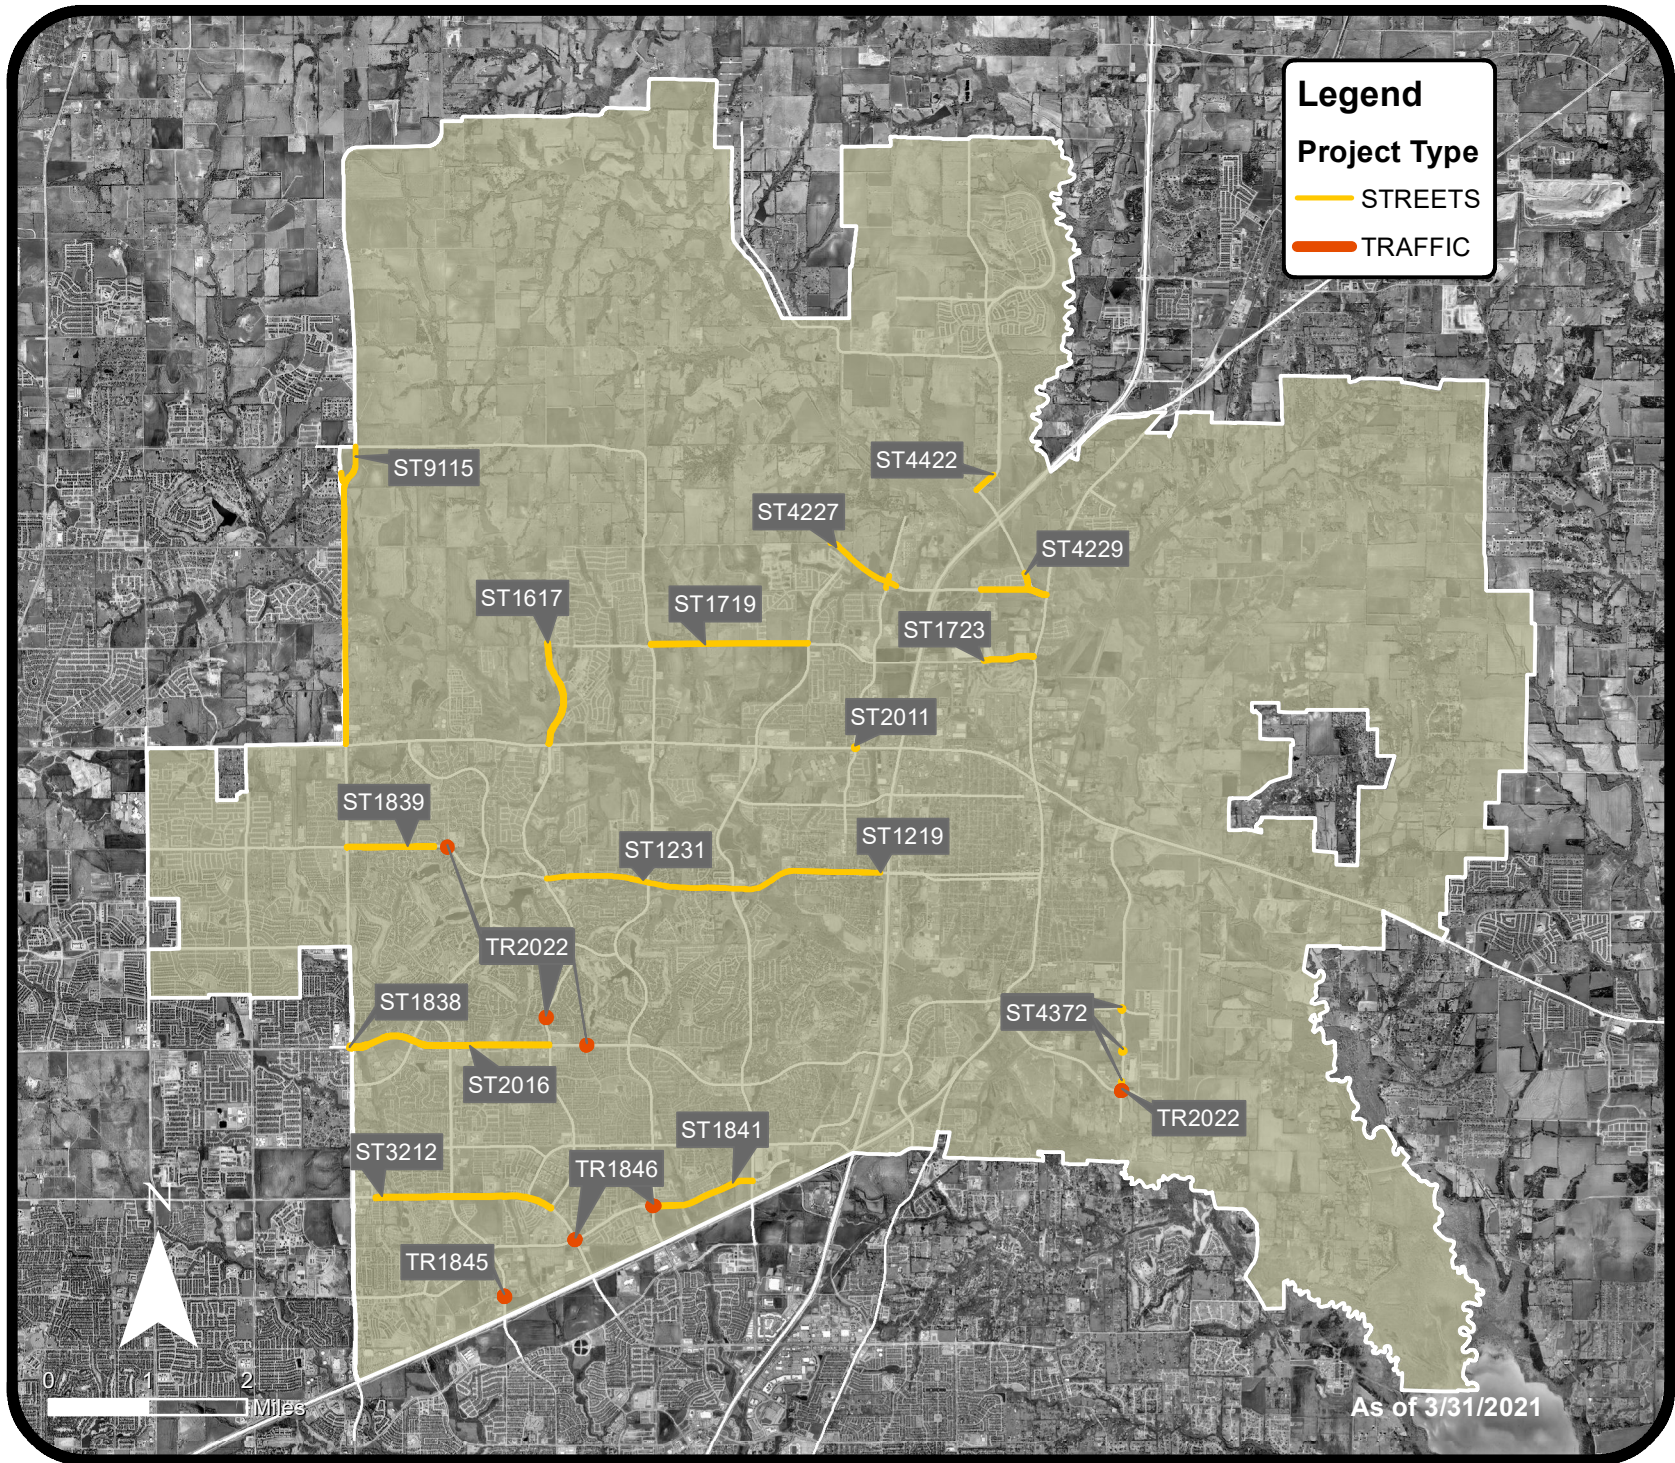 Legend
Project Type
STREETS
TRAFFIC
ST9115
ST4422
ST4227
ST4229
ST1617
ST1719
ST1723
ST2011
ST1839
ST1231
ST1219
TR2022
ST1838
ST4372
ST2016
TR2022
ST1841
ST3212
TR1846
N
TR1845
0 1 2
Miles
As of 3/31/2021